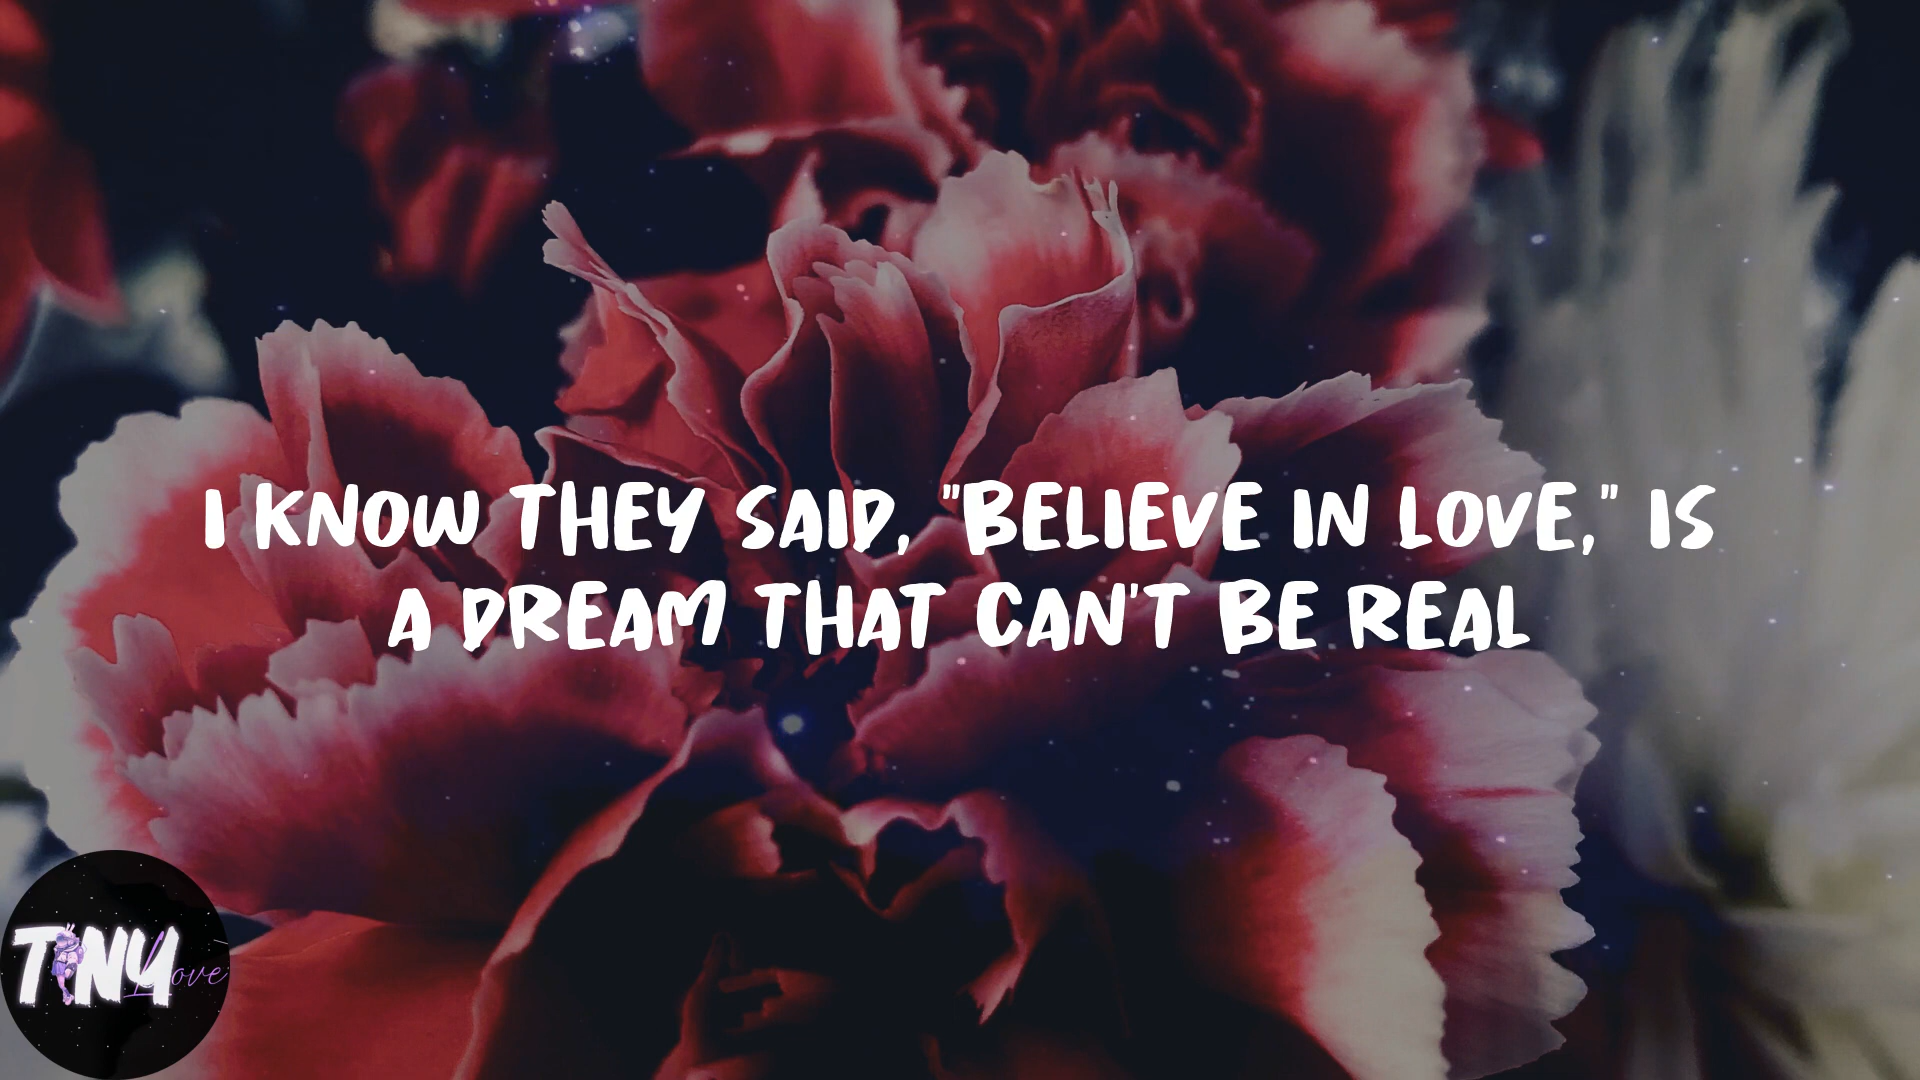 I KNOW THEY SAID, "BELIEVE IN LOVE," IS
A DREAM THAT CAN'T BE REAL
TINY
Love